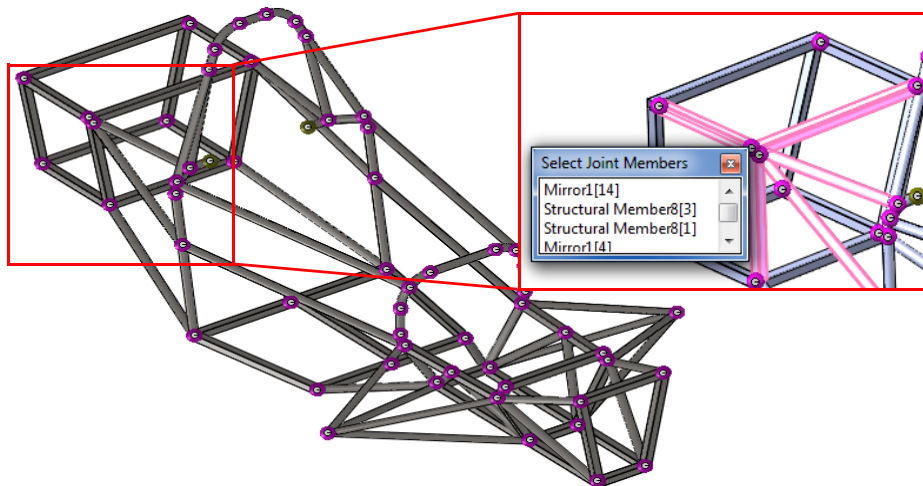 Select Joint Members
Mirror1[14]
Structural Member8[3]
Structural Member8[1]
Mirror1[4]